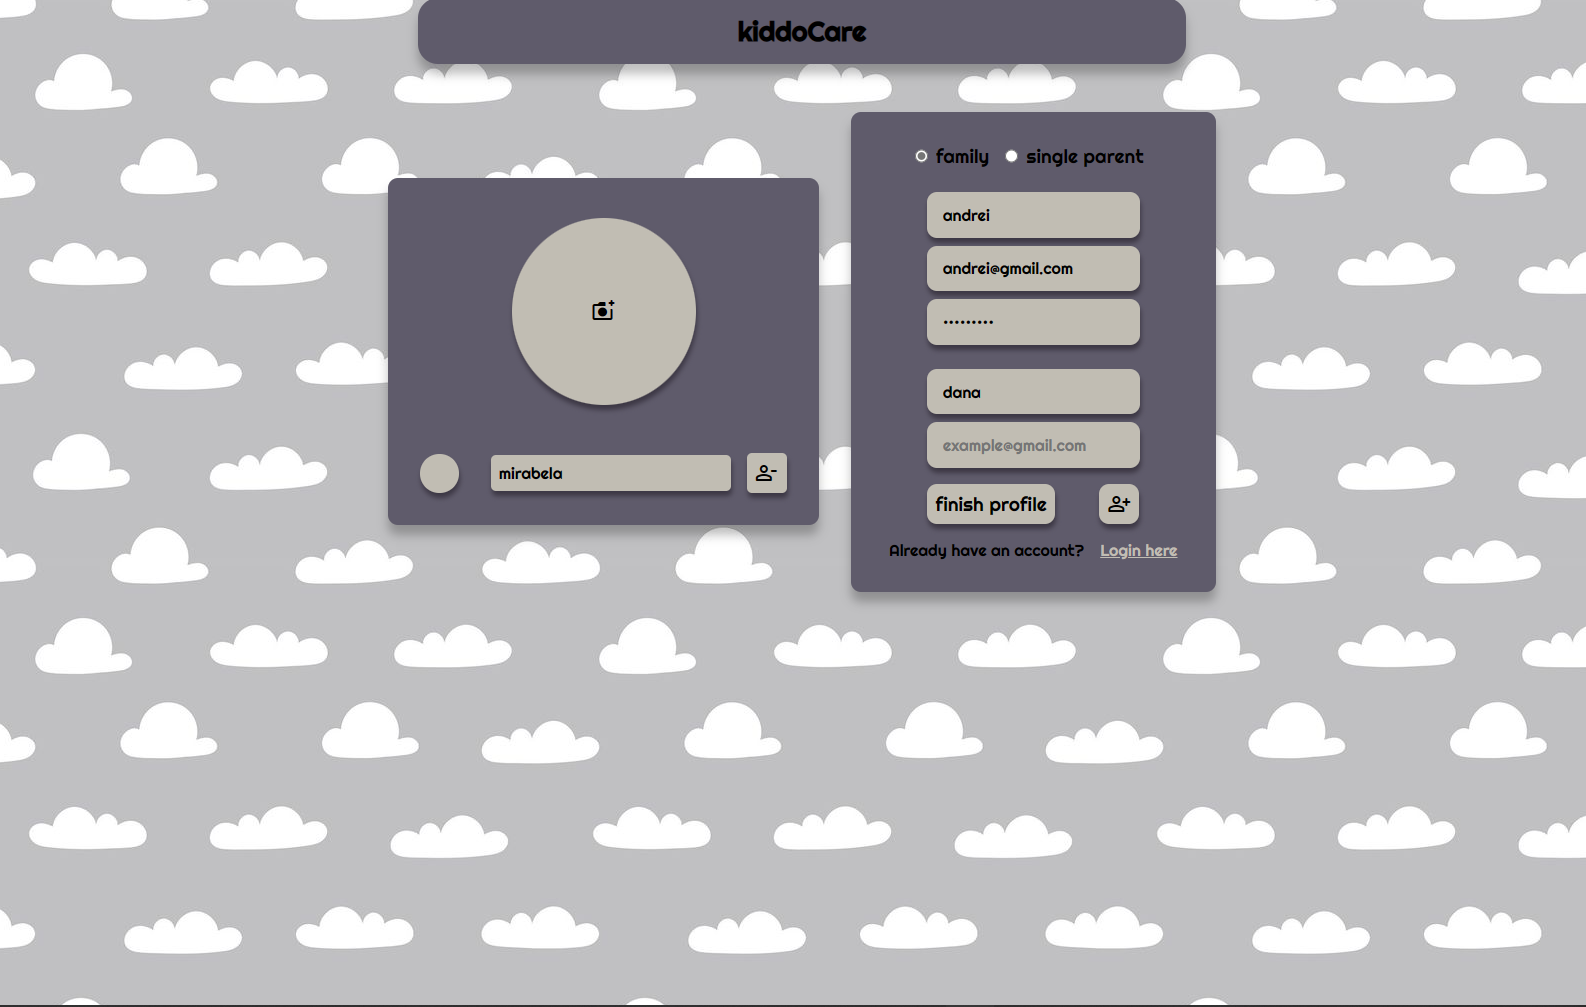 kiddoCare
family single parent
andrei
andrei@gmail.com
·········
dana
example@gmail.com
finish profile
Already have an account? Login here
mirabela